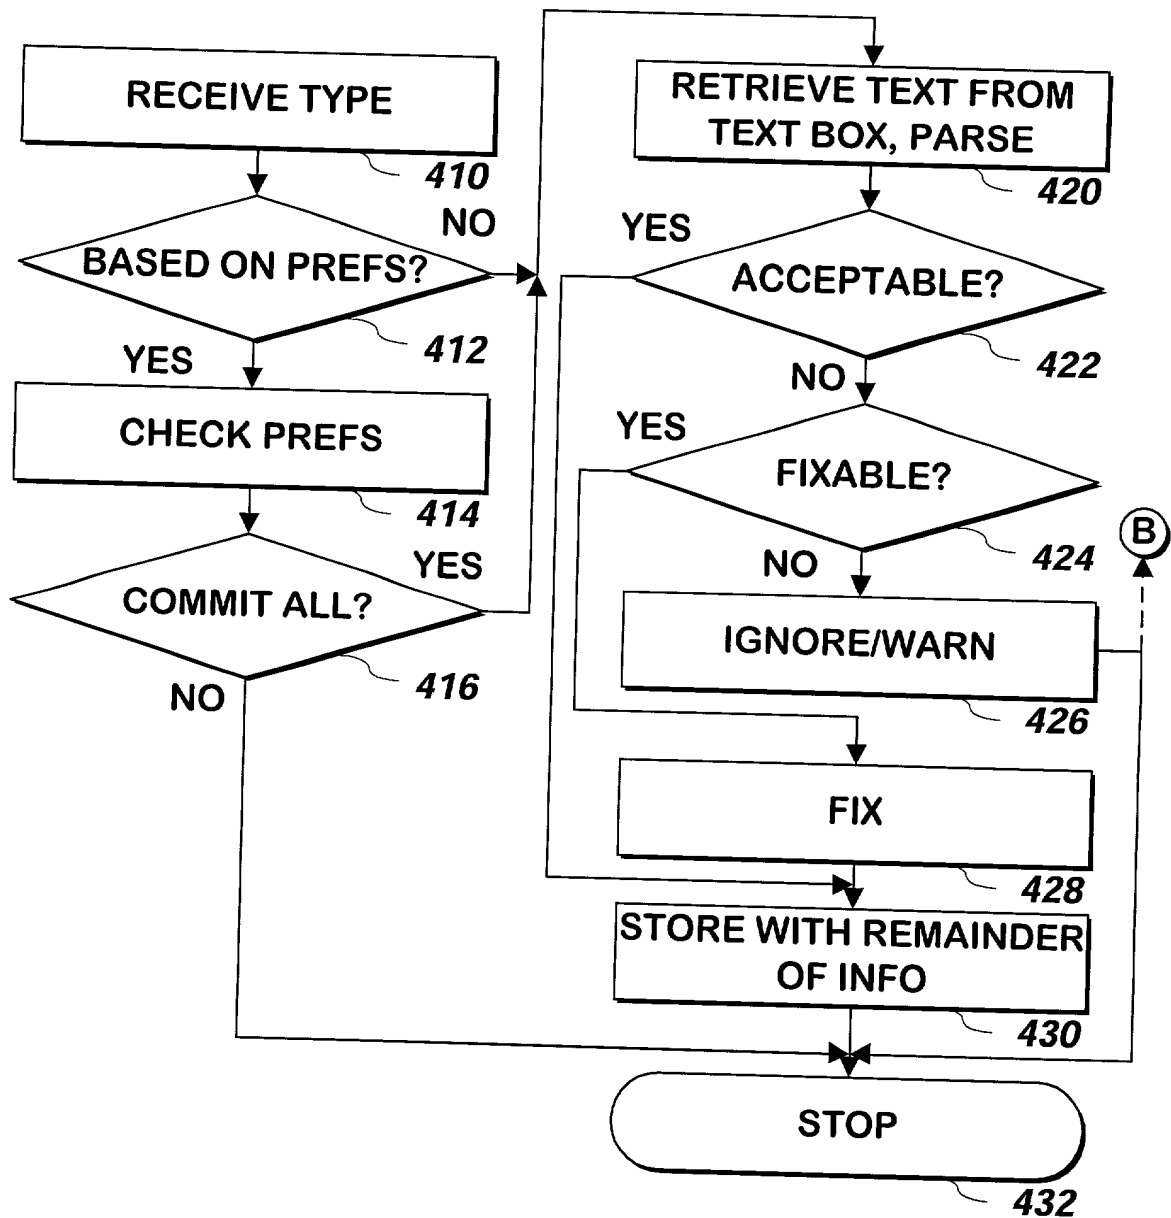 RECEIVE TYPE
410
BASED ON PREFS?
NO
412
YES
CHECK PREFS
414
COMMIT ALL?
YES
416
NO
RETRIEVE TEXT FROM
TEXT BOX, PARSE
420
YES
ACCEPTABLE?
422
NO
YES
FIXABLE?
424
NO
B
IGNORE/WARN
426
FIX
428
STORE WITH REMAINDER
OF INFO
430
STOP
432